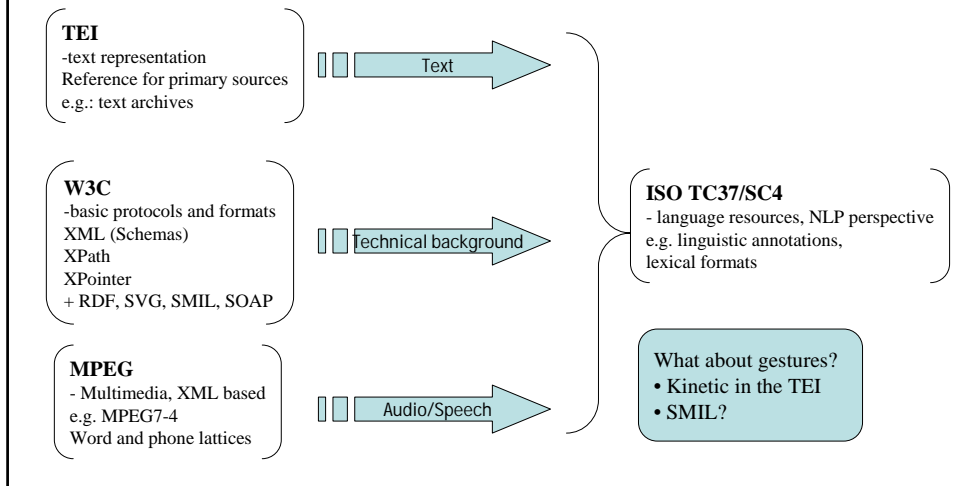 TEI
-text representation
Reference for primary sources
e.g.: text archives
Text
W3C
-basic protocols and formats
XML (Schemas)
XPath
XPointer
+ RDF, SVG, SMIL, SOAP
Technical background
MPEG
- Multimedia, XML based
e.g. MPEG7-4
Word and phone lattices
Audio/Speech
ISO TC37/SC4
- language resources, NLP perspective
e.g. linguistic annotations,
lexical formats
What about gestures?
• Kinetic in the TEI
• SMIL?